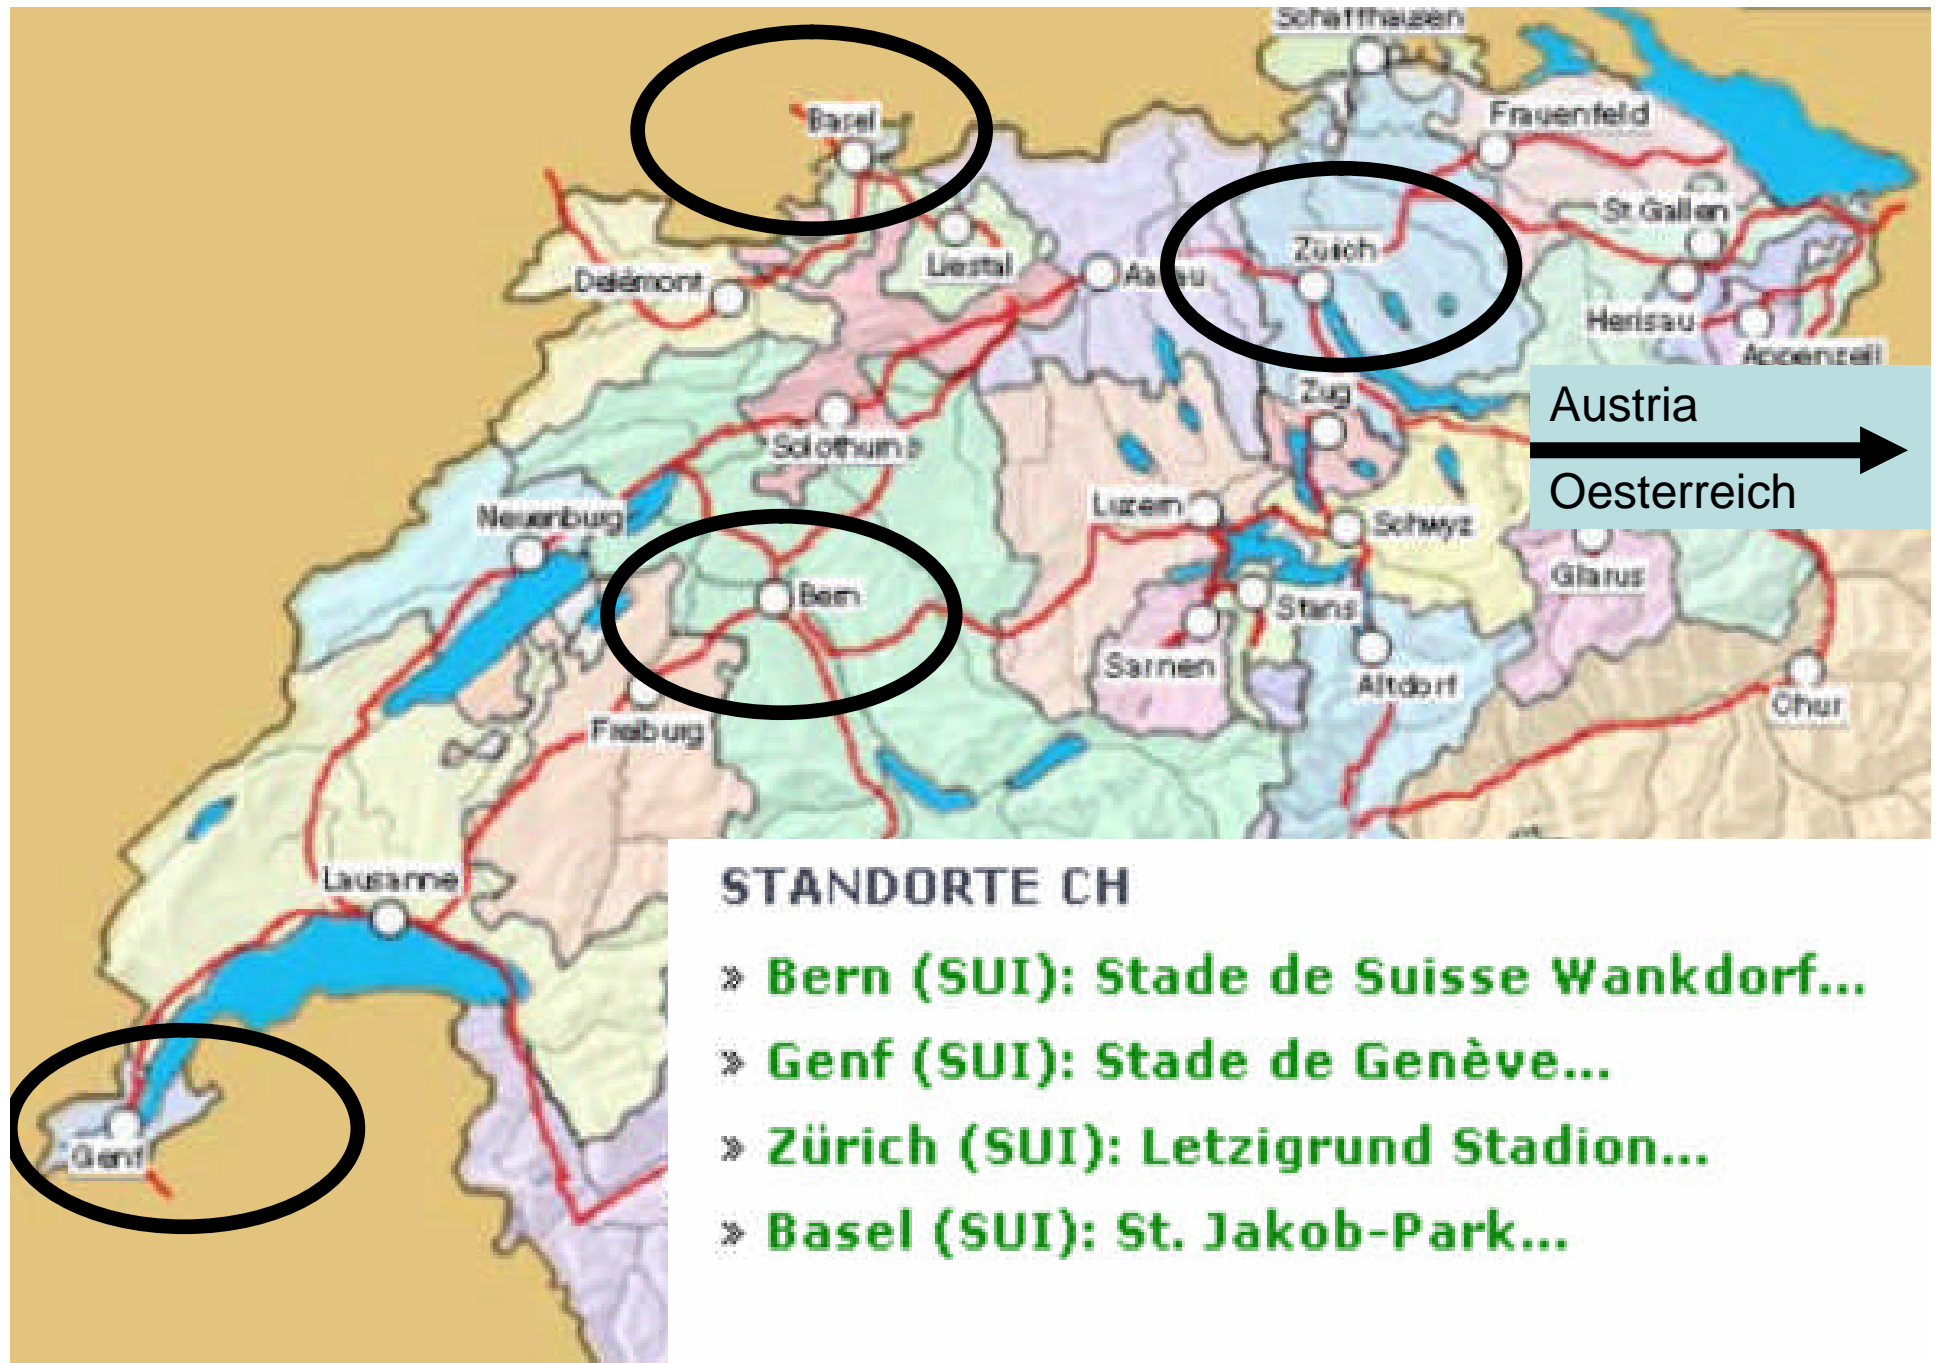 Schaffhausen
Basel
Frauenfeld
St.Gallen
Zürich
Liestal
Aarau
Delémont
Herisau
Appenzell
Zug
Austria
Solothurn
Oesterreich
Luzern
Neuenburg
Schwyz
Glarus
Bern
Stans
Sarnen
Altdorf
Chur
Freiburg
Lausanne
Genf
STANDORTE CH
» Bern (SUI): Stade de Suisse Wankdorf...
» Genf (SUI): Stade de Genève...
» Zürich (SUI): Letzigrund Stadion...
» Basel (SUI): St. Jakob-Park...